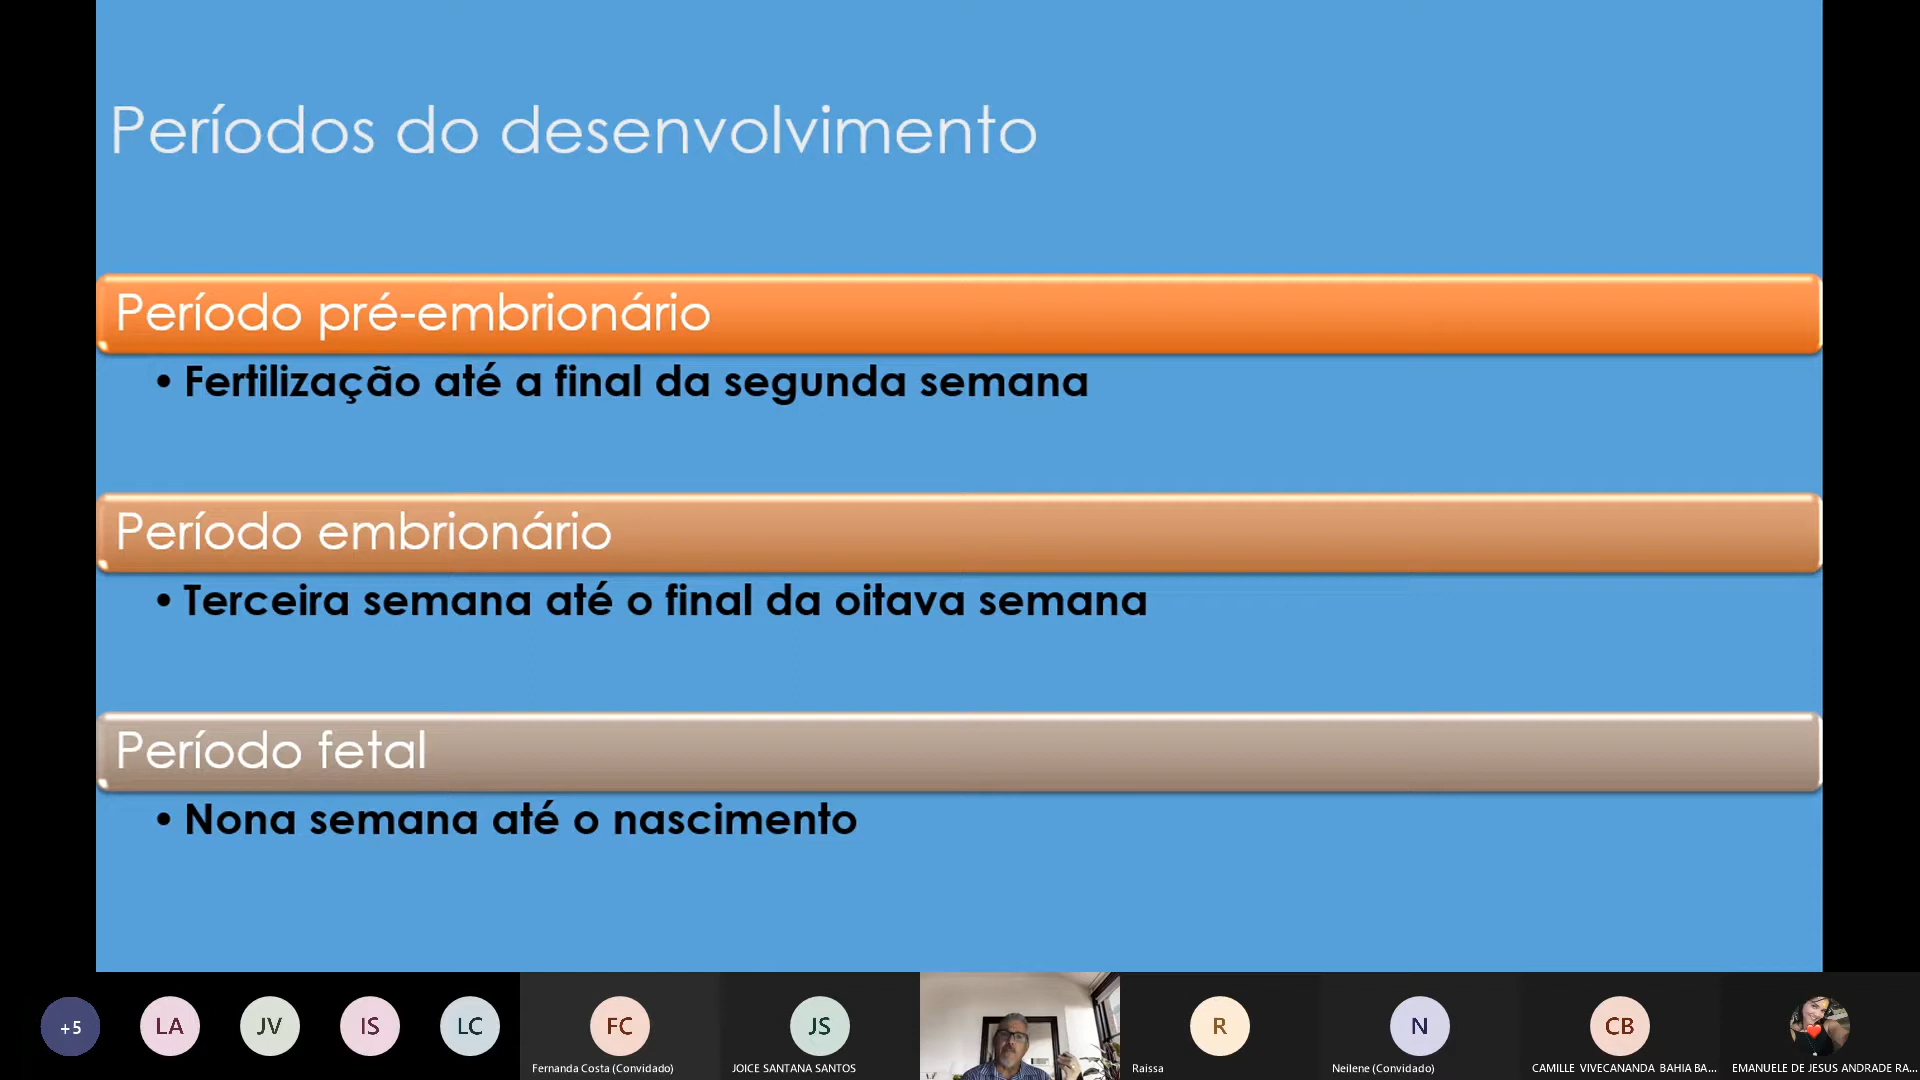 Períodos do desenvolvimento
Período pré-embrionário
• Fertilização até a final da segunda semana
Período embrionário
• Terceira semana até o final da oitava semana
Período fetal
• Nona semana até o nascimento
+5
LA
JV
IS
LC
FC
JS
R
N
CB
Fernanda Costa (Convidado)
JOICE SANTANA SANTOS
Raissa
Neilene (Convidado)
CAMILLE VIVECANANDA BAHIA BA...
EMANUELE DE JESUS ANDRADE RA...